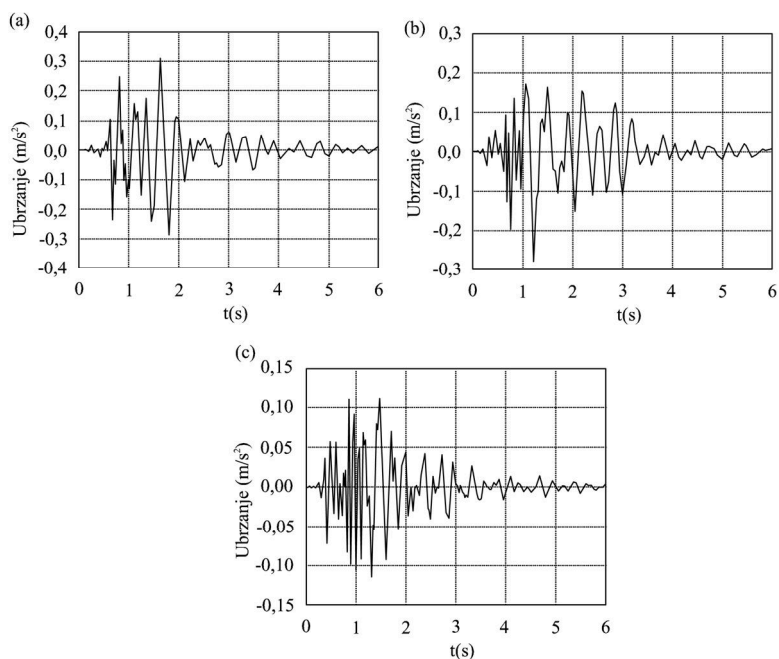 (a)
0,4
0,3
0,2
0,1
0,0
-0,1
-0,2
-0,3
-0,4
Ubrzanje (m/s²)
0 1 2 3 4 5 6
t(s)
(b)
0,3
0,2
0,1
0,0
-0,1
-0,2
-0,3
Ubrzanje (m/s²)
0 1 2 3 4 5 6
t(s)
(c)
0,15
0,10
0,05
0,00
-0,05
-0,10
-0,15
Ubrzanje (m/s²)
0 1 2 3 4 5 6
t(s)